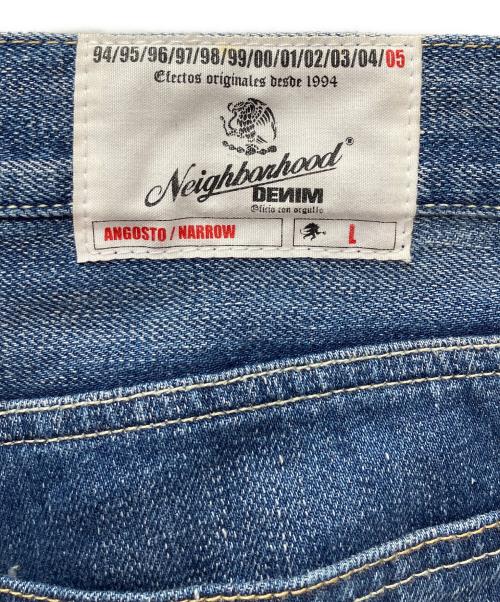 94/95/96/97/98/99/00/01/02/03/04/05
Efectos originales desde 1994
Neighborhood®
DENIM
Oficio con orgullo
ANGOSTO / NARROW
L